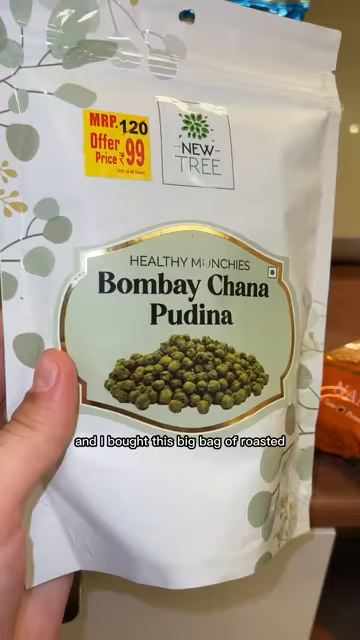 MRP. 120
Offer
Price ₹99
NEW
TREE
HEALTHY MUNCHIES
Bombay Chana
Pudina
and I bought this big bag of roasted